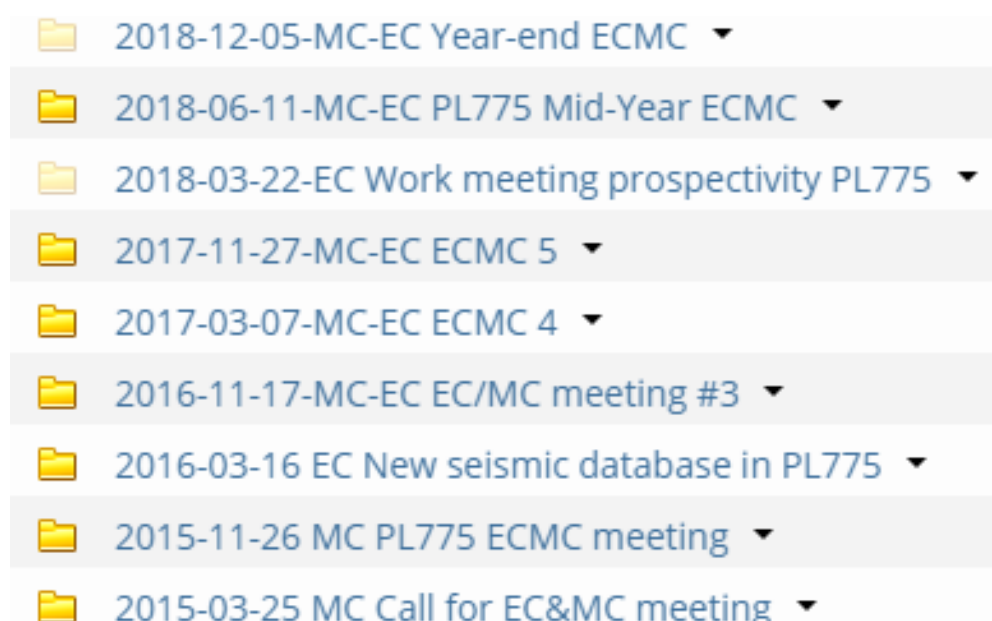 2018-12-05-MC-EC Year-end ECMC
2018-06-11-MC-EC PL775 Mid-Year ECMC
2018-03-22-EC Work meeting prospectivity PL775
2017-11-27-MC-EC ECMC 5
2017-03-07-MC-EC ECMC 4
2016-11-17-MC-EC EC/MC meeting #3
2016-03-16 EC New seismic database in PL775
2015-11-26 MC PL775 ECMC meeting
2015-03-25 MC Call for EC&MC meeting